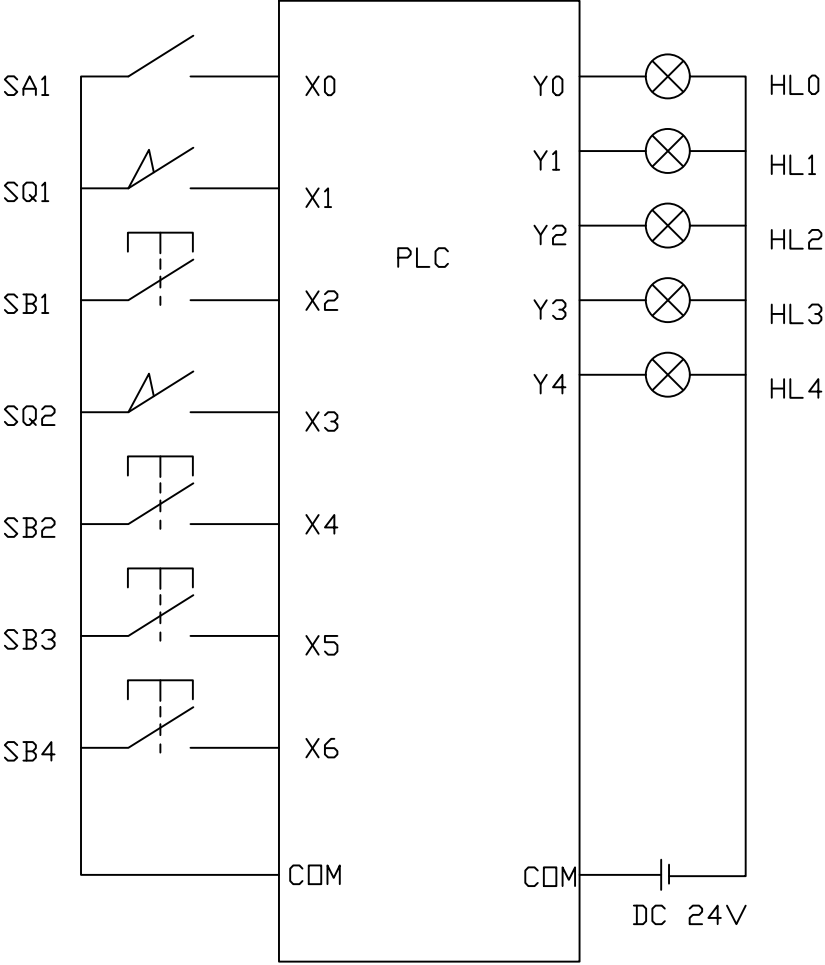 SA1 X0 Y0 HL0
SQ1 X1 Y1 HL1
SB1 X2 PLC Y2 HL2
SQ2 X3 Y3 HL3
SB2 X4 Y4 HL4
SB3 X5
SB4 X6
COM COM
DC 24V